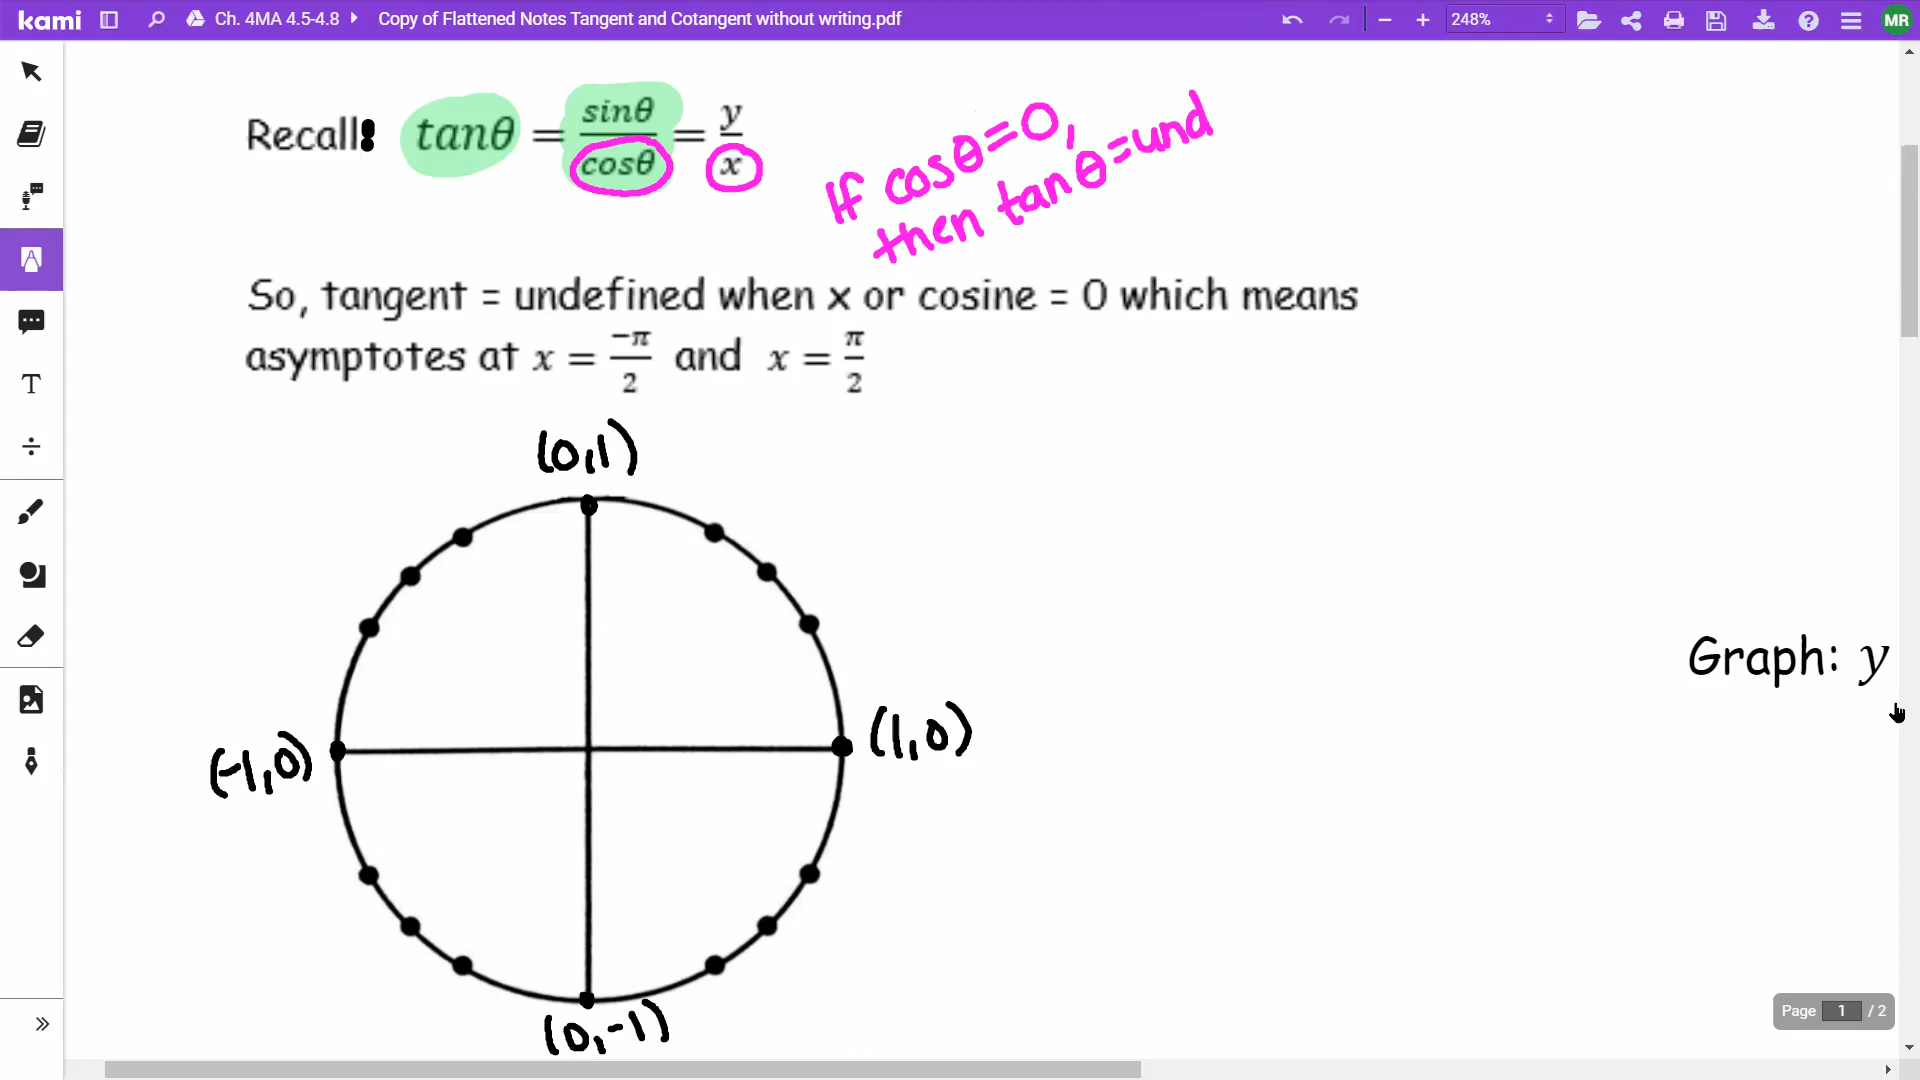 kami Ch. 4MA 4.5-4.8 Copy of Flattened Notes Tangent and Cotangent without writing.pdf 248% MR
Recall: tanθ = sinθ/cosθ = y/x
If cosθ=0,
then tanθ=und
So, tangent = undefined when x or cosine = 0 which means
asymptotes at x = -π/2 and x = π/2
(0,1)
Graph: y
(-1,0)
(1,0)
(0,-1)
Page 1 / 2